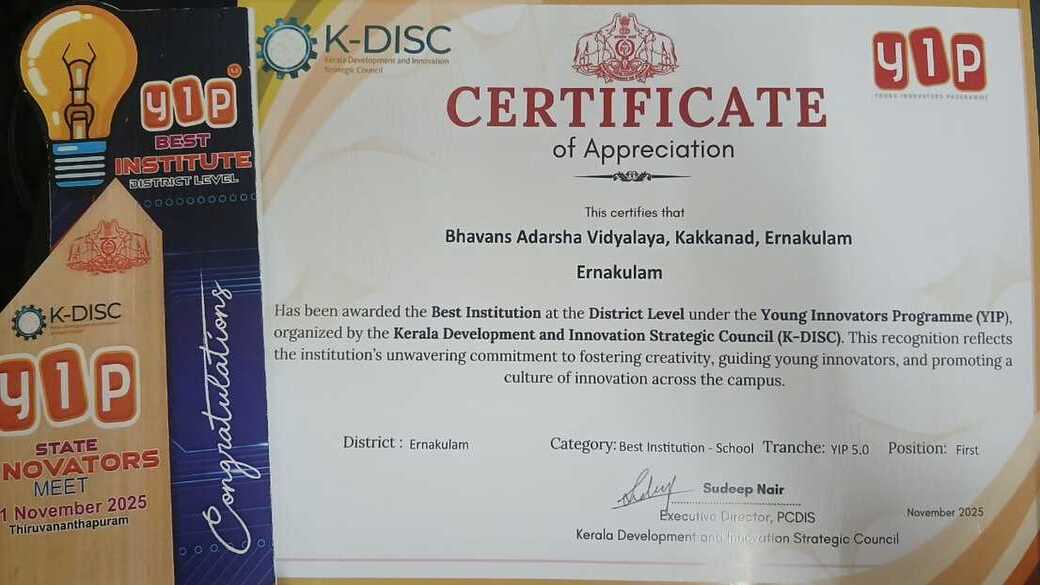 yip
BEST
INSTITUTE
DISTRICT LEVEL
K-DISC
yip
STATE
NNOVATORS
MEET
1 November 2025
Thiruvananthapuram
Congratulations
K-DISC
Kerala Development and Innovation
Strategic Council
yip
YOUNG INNOVATORS PROGRAMME
CERTIFICATE
of Appreciation
This certifies that
Bhavans Adarsha Vidyalaya, Kakkanad, Ernakulam
Ernakulam
Has been awarded the Best Institution at the District Level under the Young Innovators Programme (YIP),
organized by the Kerala Development and Innovation Strategic Council (K-DISC). This recognition reflects
the institution's unwavering commitment to fostering creativity, guiding young innovators, and promoting a
culture of innovation across the campus.
District : Ernakulam Category: Best Institution - School Tranche: YIP 5.0 Position: First
Sudeep Nair
Executive Director, PCDIS
Kerala Development and Innovation Strategic Council
November 2025